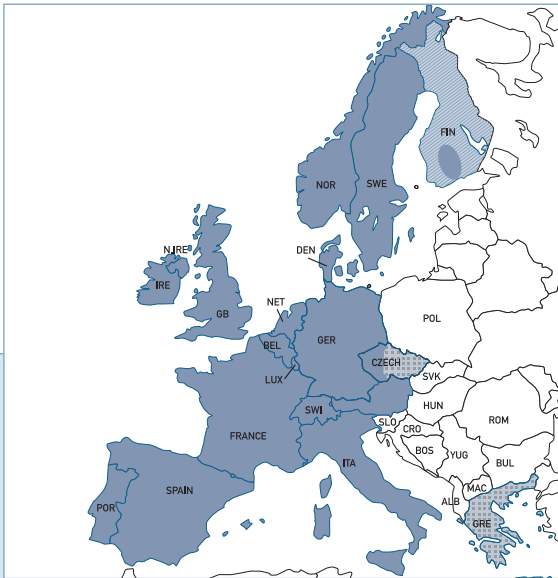 FIN
NOR
SWE
N.IRE
DEN
IRE
NET
GB
POL
BEL
GER
CZECH
LUX
SVK
SWI
HUN
SLO
CRO
ROM
FRANCE
BOS
YUG
ITA
BUL
SPAIN
MAC
ALB
POR
GRE